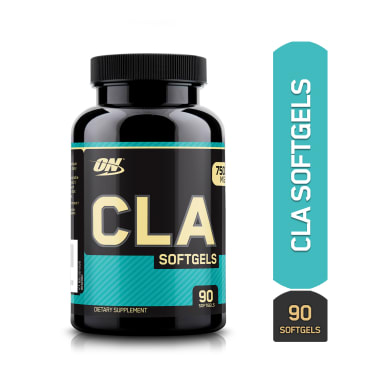 ON
750
MG
CLA
SOFTGELS
90
SOFTGELS
DIETARY SUPPLEMENT
CLA SOFTGELS
90
SOFTGELS